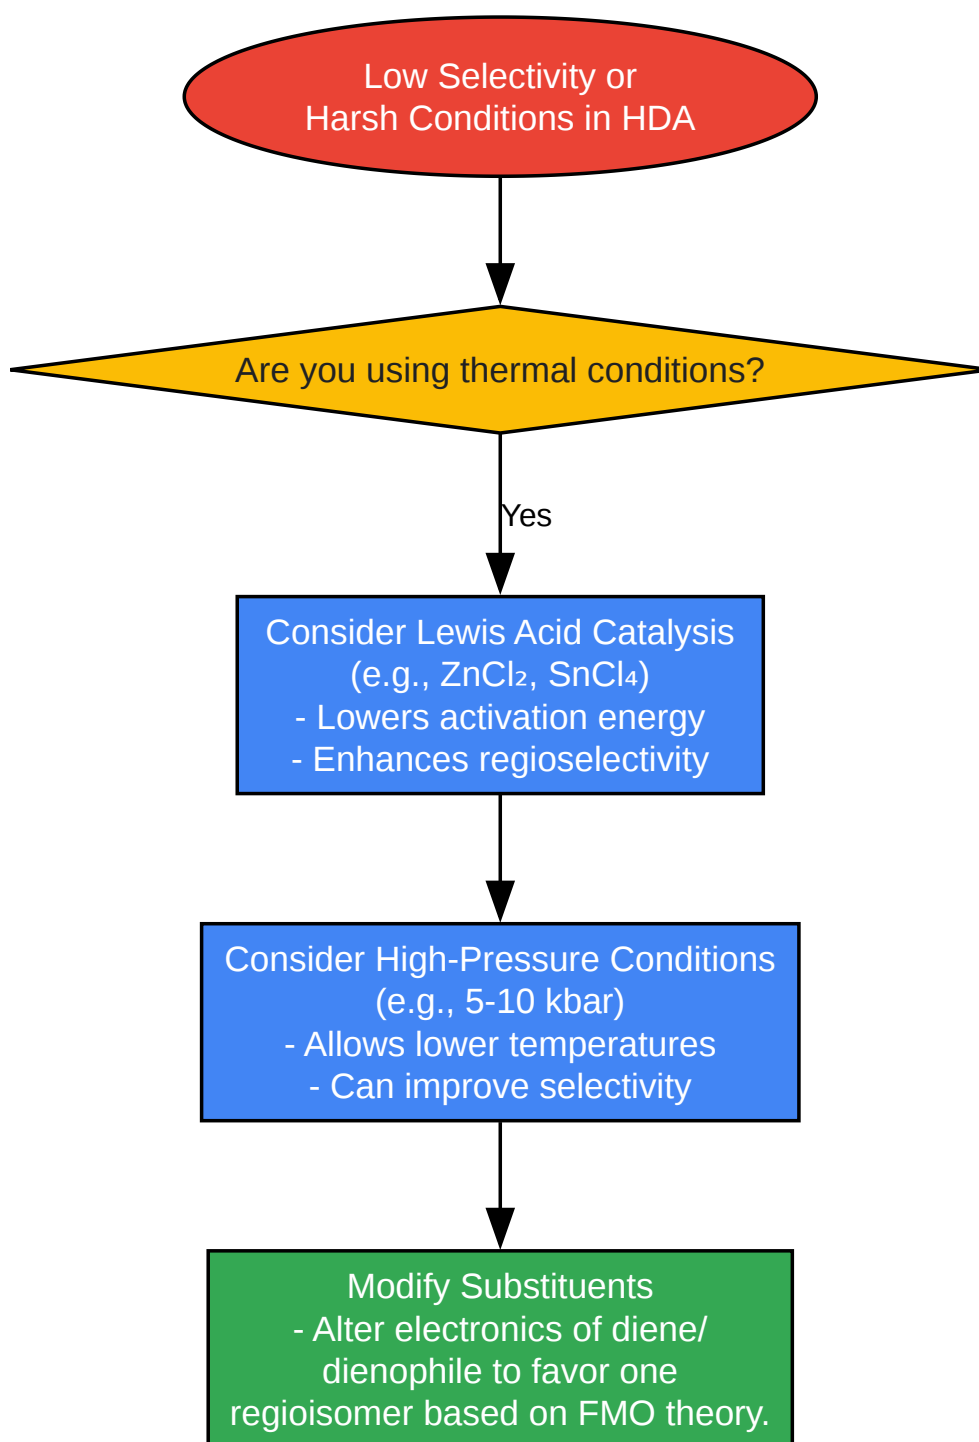 Low Selectivity or
Harsh Conditions in HDA
Are you using thermal conditions?
Yes
Consider Lewis Acid Catalysis
(e.g., ZnCl₂, SnCl₄)
- Lowers activation energy
- Enhances regioselectivity
Consider High-Pressure Conditions
(e.g., 5-10 kbar)
- Allows lower temperatures
- Can improve selectivity
Modify Substituents
- Alter electronics of diene/
dienophile to favor one
regioisomer based on FMO theory.